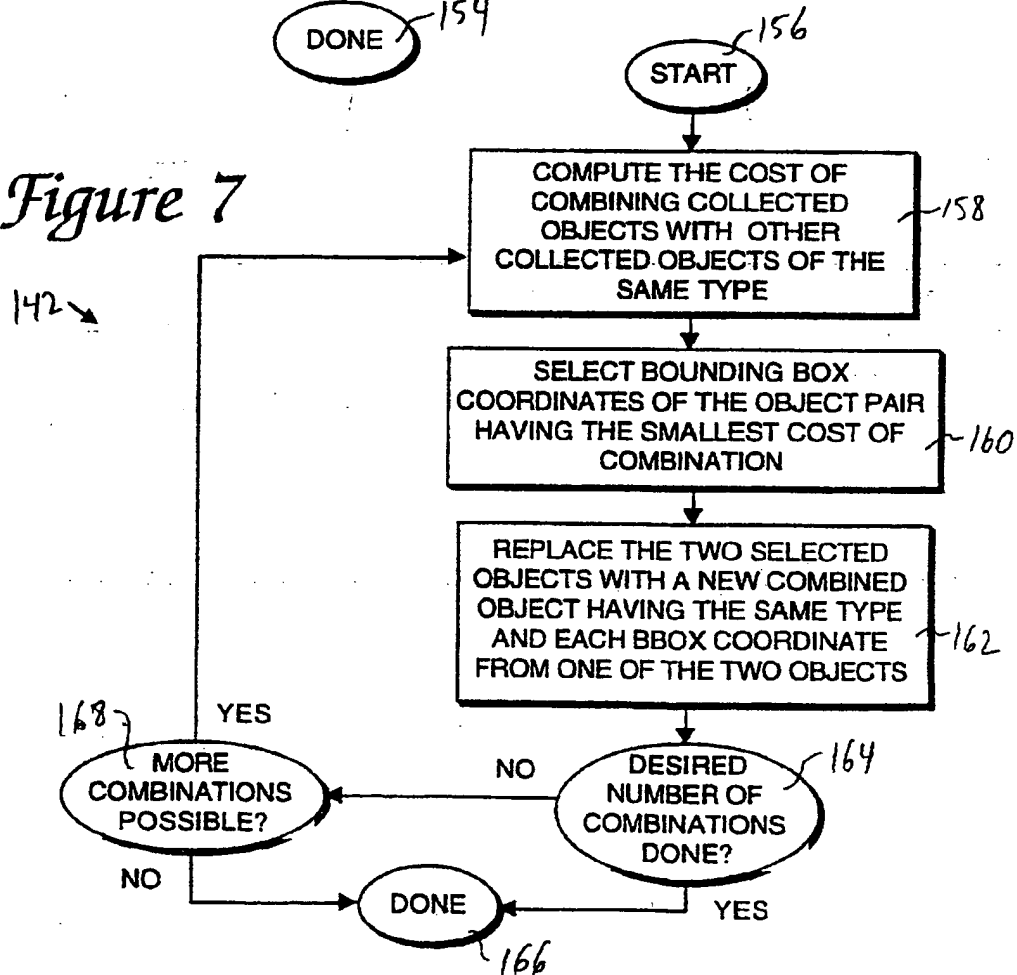 DONE
154
START
156
Figure 7
142
COMPUTE THE COST OF
COMBINING COLLECTED
OBJECTS WITH OTHER
COLLECTED OBJECTS OF THE
SAME TYPE
158
SELECT BOUNDING BOX
COORDINATES OF THE OBJECT PAIR
HAVING THE SMALLEST COST OF
COMBINATION
160
REPLACE THE TWO SELECTED
OBJECTS WITH A NEW COMBINED
OBJECT HAVING THE SAME TYPE
AND EACH BBOX COORDINATE
FROM ONE OF THE TWO OBJECTS
162
DESIRED
NUMBER OF
COMBINATIONS
DONE?
164
NO
YES
168
MORE
COMBINATIONS
POSSIBLE?
YES
NO
DONE
166